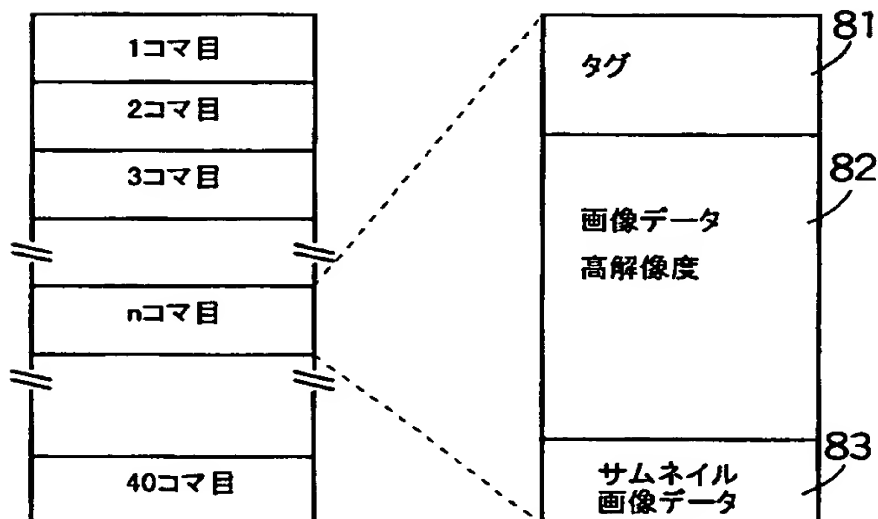 1コマ目
2コマ目
3コマ目
nコマ目
40コマ目
81
タグ
82
画像データ
高解像度
83
サムネイル
画像データ